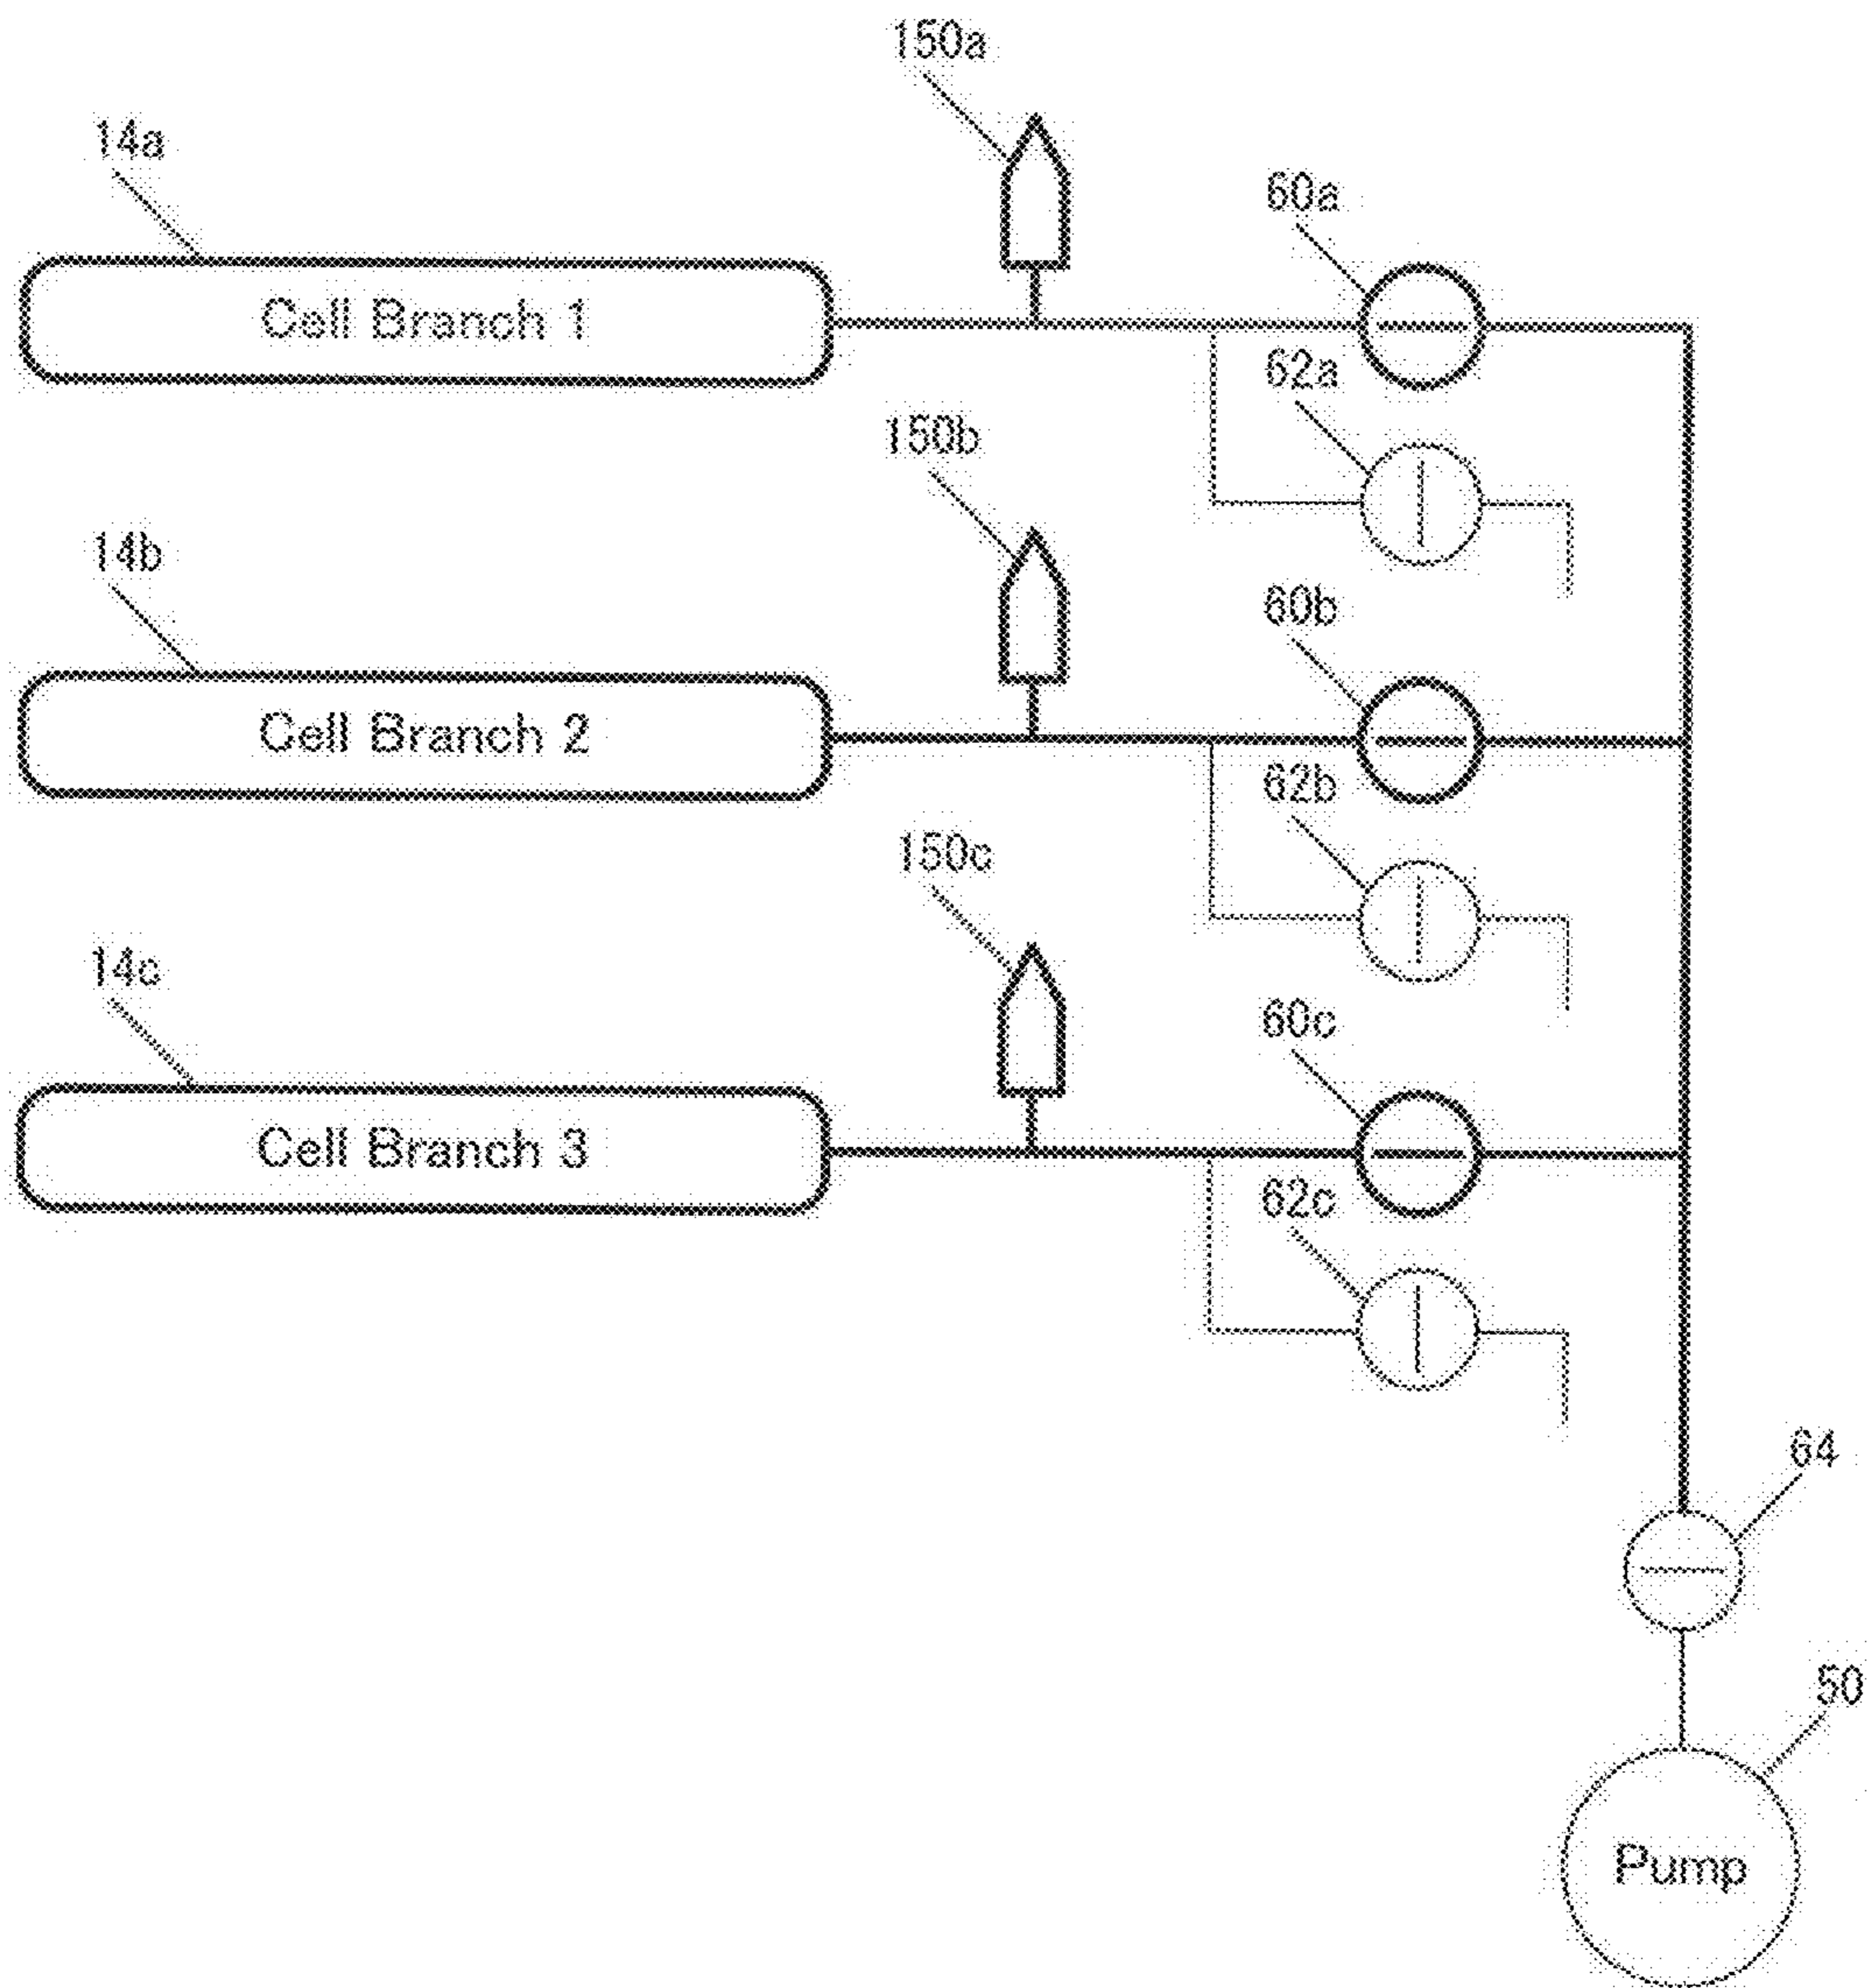 150a
14a
60a
Cell Branch 1
62a
150b
14b
60b
Cell Branch 2
62b
150c
14c
60c
Cell Branch 3
62c
64
50
Pump